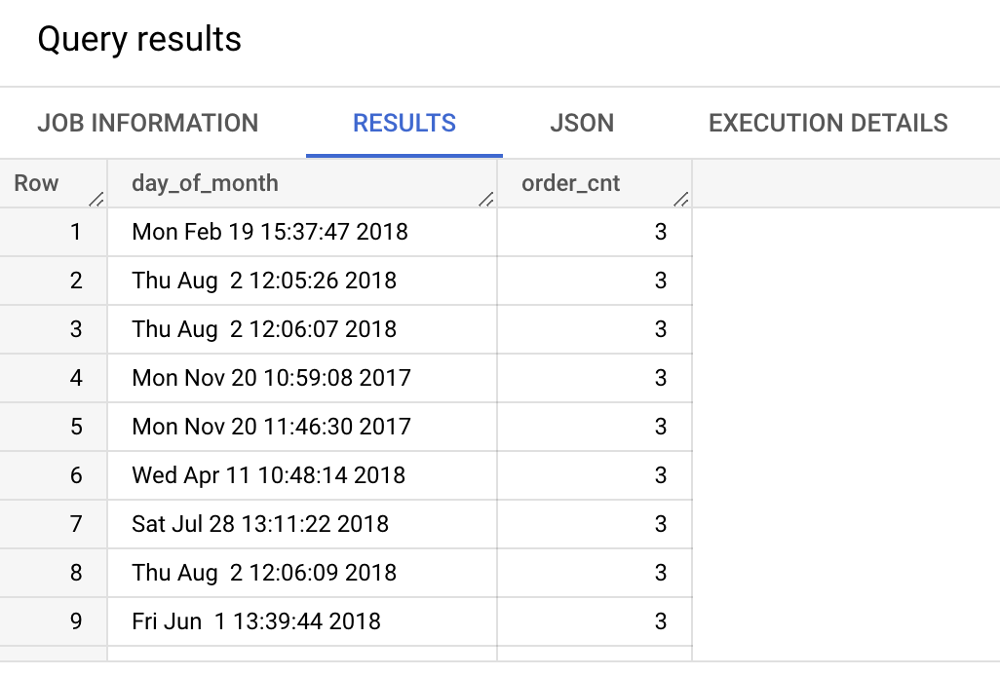 Query results
JOB INFORMATION RESULTS JSON EXECUTION DETAILS
Row day_of_month order_cnt
1 Mon Feb 19 15:37:47 2018 3
2 Thu Aug  2 12:05:26 2018 3
3 Thu Aug  2 12:06:07 2018 3
4 Mon Nov 20 10:59:08 2017 3
5 Mon Nov 20 11:46:30 2017 3
6 Wed Apr 11 10:48:14 2018 3
7 Sat Jul 28 13:11:22 2018 3
8 Thu Aug  2 12:06:09 2018 3
9 Fri Jun  1 13:39:44 2018 3